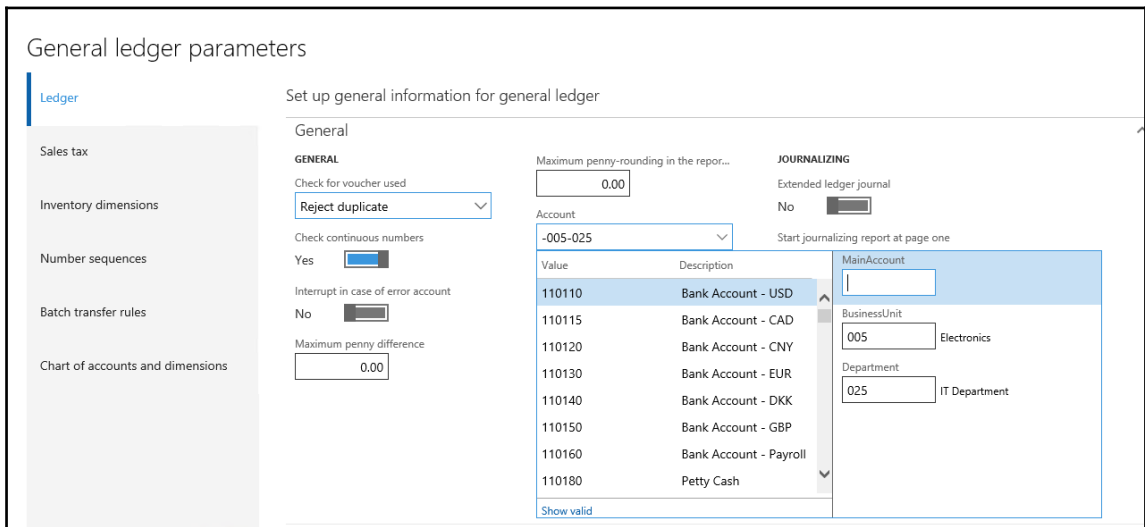 General ledger parameters
Ledger
Sales tax
Inventory dimensions
Number sequences
Batch transfer rules
Chart of accounts and dimensions
Set up general information for general ledger
General
GENERAL
Check for voucher used
Reject duplicate
Check continuous numbers
Yes
Interrupt in case of error account
No
Maximum penny difference
0.00
Maximum penny-rounding in the repor...
0.00
Account
-005-025
Value Description
110110 Bank Account - USD
110115 Bank Account - CAD
110120 Bank Account - CNY
110130 Bank Account - EUR
110140 Bank Account - DKK
110150 Bank Account - GBP
110160 Bank Account - Payroll
110180 Petty Cash
Show valid
JOURNALIZING
Extended ledger journal
No
Start journalizing report at page one
MainAccount
BusinessUnit
005 Electronics
Department
025 IT Department